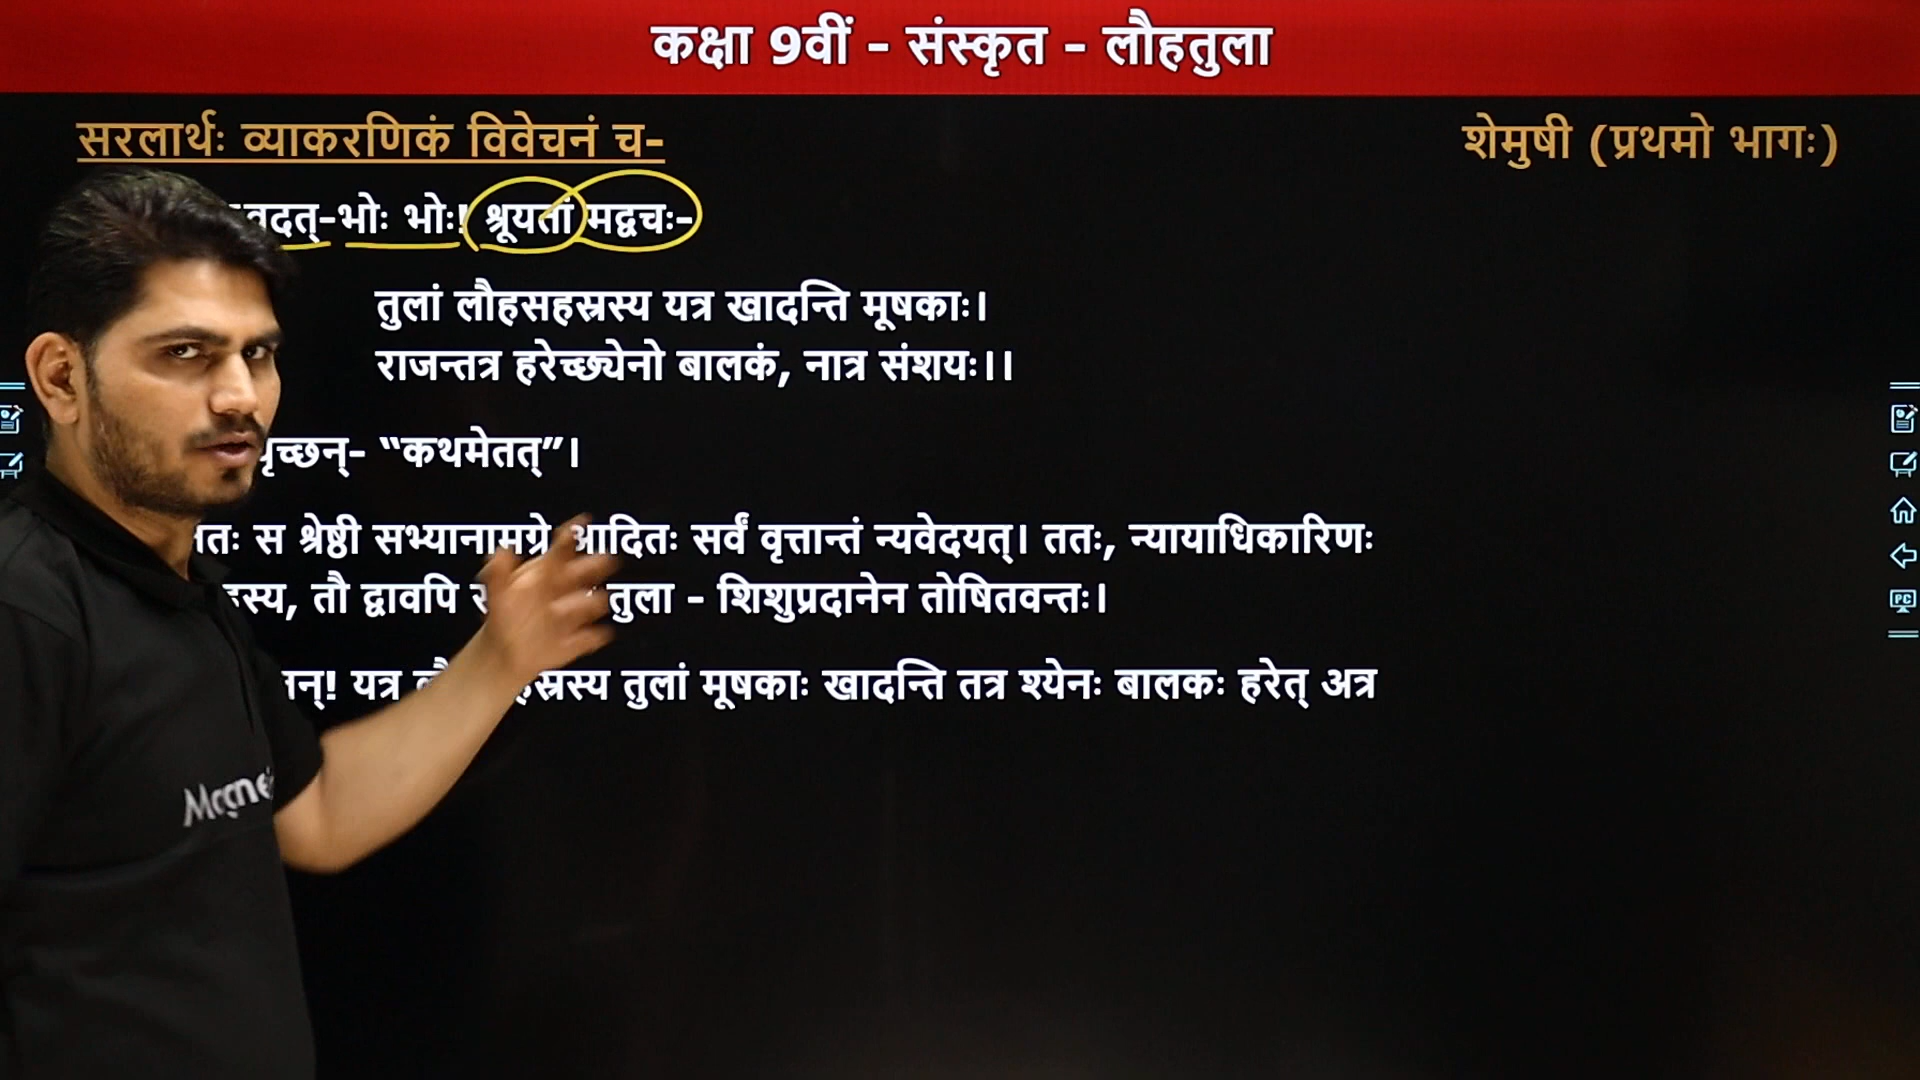 कक्षा 9वीं - संस्कृत - लौहतुला
सरलार्थः व्याकरणिकं विवेचनं च-
शेमुषी (प्रथमो भागः)
भोः भोः! श्रूयतां मद्वचः-
तुलां लौहसहस्रस्य यत्र खादन्ति मूषकाः।
राजन्तत्र हरेच्छ्येनो बालकं, नात्र संशयः।।
"कथमेतत्"।
स श्रेष्ठी सभ्यानामग्रे आदितः सर्वं वृत्तान्तं न्यवेदयत्। ततः, न्यायाधिकारिणः
तौ द्वावपि तुला - शिशुप्रदानेन तोषितवन्तः।
यत्र तुलां मूषकाः खादन्ति तत्र श्येनः बालकः हरेत् अत्र
PC